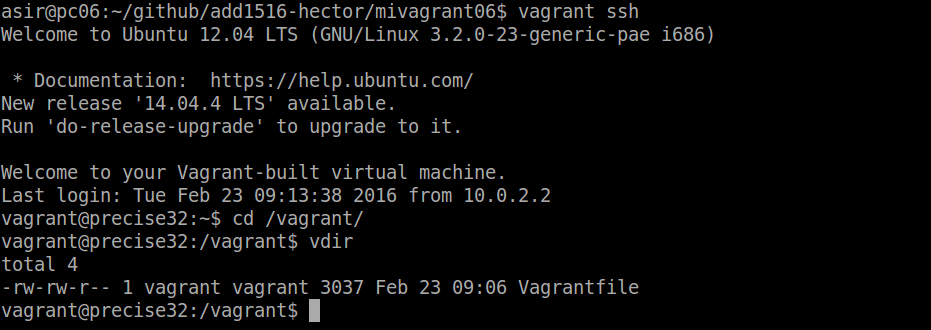 asir@pc06:~/github/add1516-hector/mivagrant06$ vagrant ssh
Welcome to Ubuntu 12.04 LTS (GNU/Linux 3.2.0-23-generic-pae i686)

 * Documentation:  https://help.ubuntu.com/
New release '14.04.4 LTS' available.
Run 'do-release-upgrade' to upgrade to it.

Welcome to your Vagrant-built virtual machine.
Last login: Tue Feb 23 09:13:38 2016 from 10.0.2.2
vagrant@precise32:~$ cd /vagrant/
vagrant@precise32:/vagrant$ vdir
total 4
-rw-rw-r-- 1 vagrant vagrant 3037 Feb 23 09:06 Vagrantfile
vagrant@precise32:/vagrant$